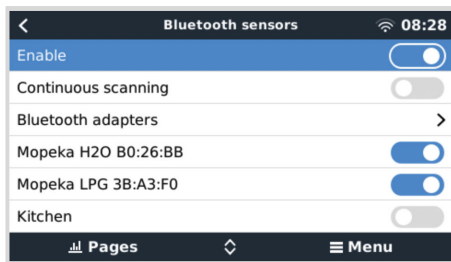 Bluetooth sensors 08:28
Enable
Continuous scanning
Bluetooth adapters
Mopeka H2O B0:26:BB
Mopeka LPG 3B:A3:F0
Kitchen
Pages Menu